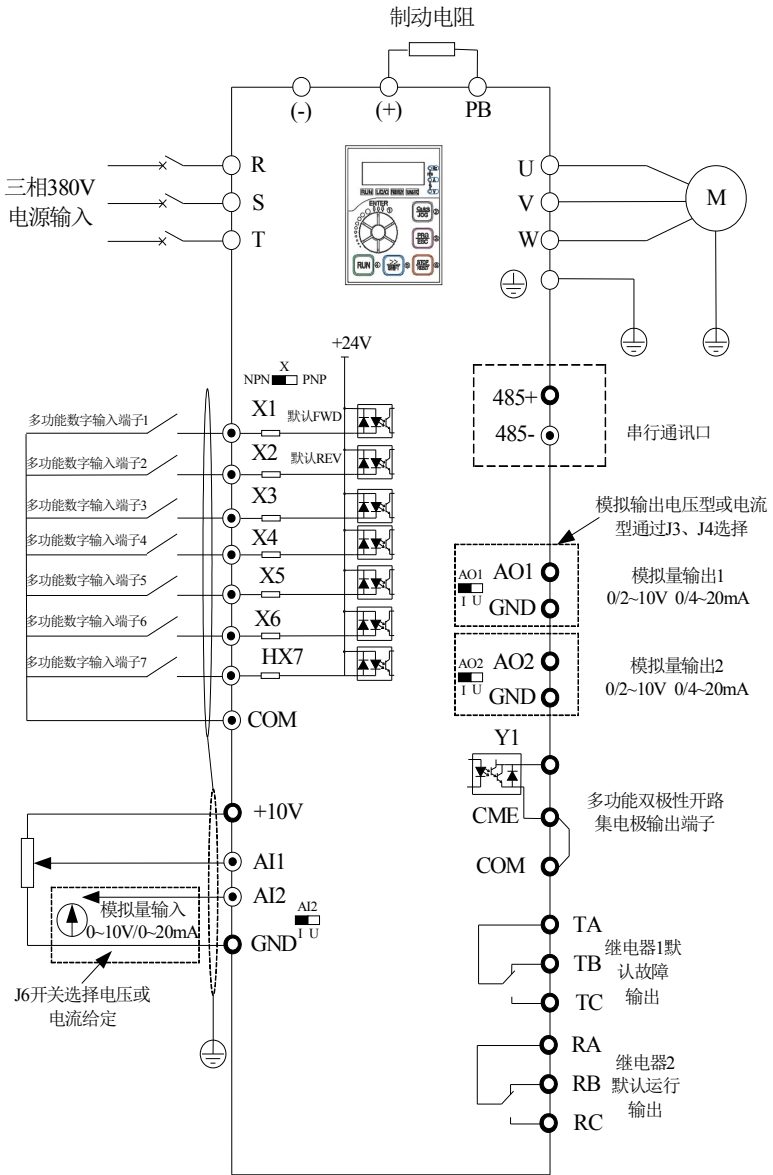 制动电阻
(-)
(+)
PB
三相380V
电源输入
R
S
T
RUN
ENTER
Quick
JOG
PRG
ESC
RUN
>>
SHIFT
STOP
U
V
W
M
+24V
X
NPN
PNP
多功能数字输入端子1
X1
默认FWD
多功能数字输入端子2
X2
默认REV
多功能数字输入端子3
X3
多功能数字输入端子4
X4
多功能数字输入端子5
X5
多功能数字输入端子6
X6
多功能数字输入端子7
HX7
COM
485+
485-
串行通讯口
模拟输出电压型或电流
型通过J3、J4选择
AO1
I U
AO1
GND
模拟量输出1
0/2~10V 0/4~20mA
AO2
I U
AO2
GND
模拟量输出2
0/2~10V 0/4~20mA
Y1
CME
COM
多功能双极性开路
集电极输出端子
+10V
AI1
AI2
AI2
I U
GND
模拟量输入
0~10V/0~20mA
J6开关选择电压或
电流给定
TA
TB
TC
继电器1默
认故障
输出
RA
RB
RC
继电器2
默认运行
输出